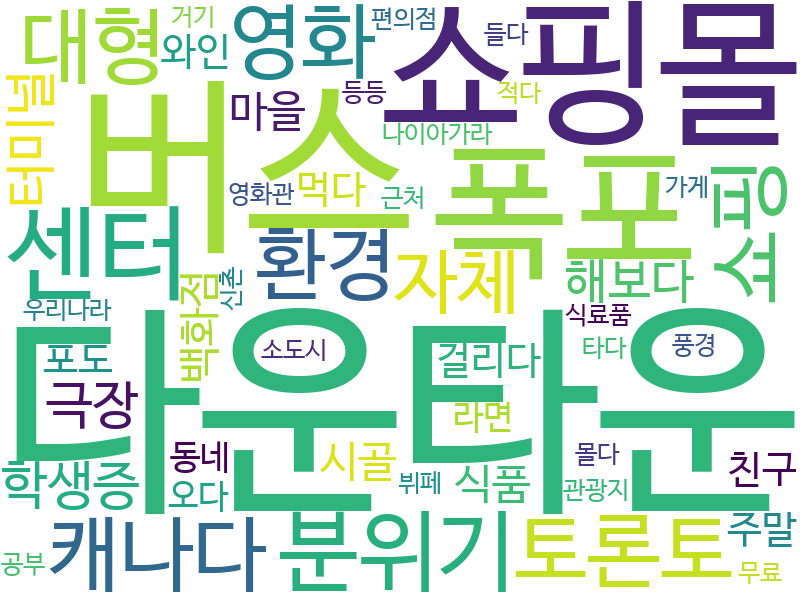 거기
편의점
들다
대형
와인
영화
쇼핑몰
터미널
마을
등등
적다
버스
나이아가라
폭포
쇼핑
영화관
먹다
근처
가게
센터
환경
자체
해보다
신촌
백화점
우리나라
식료품
포도
소도시
걸리다
타다
풍경
다운타운
극장
라면
동네
시골
몰다
친구
학생증
오다
뷔페
식품
관광지
캐나다
분위기
토론토
주말
공부
무료